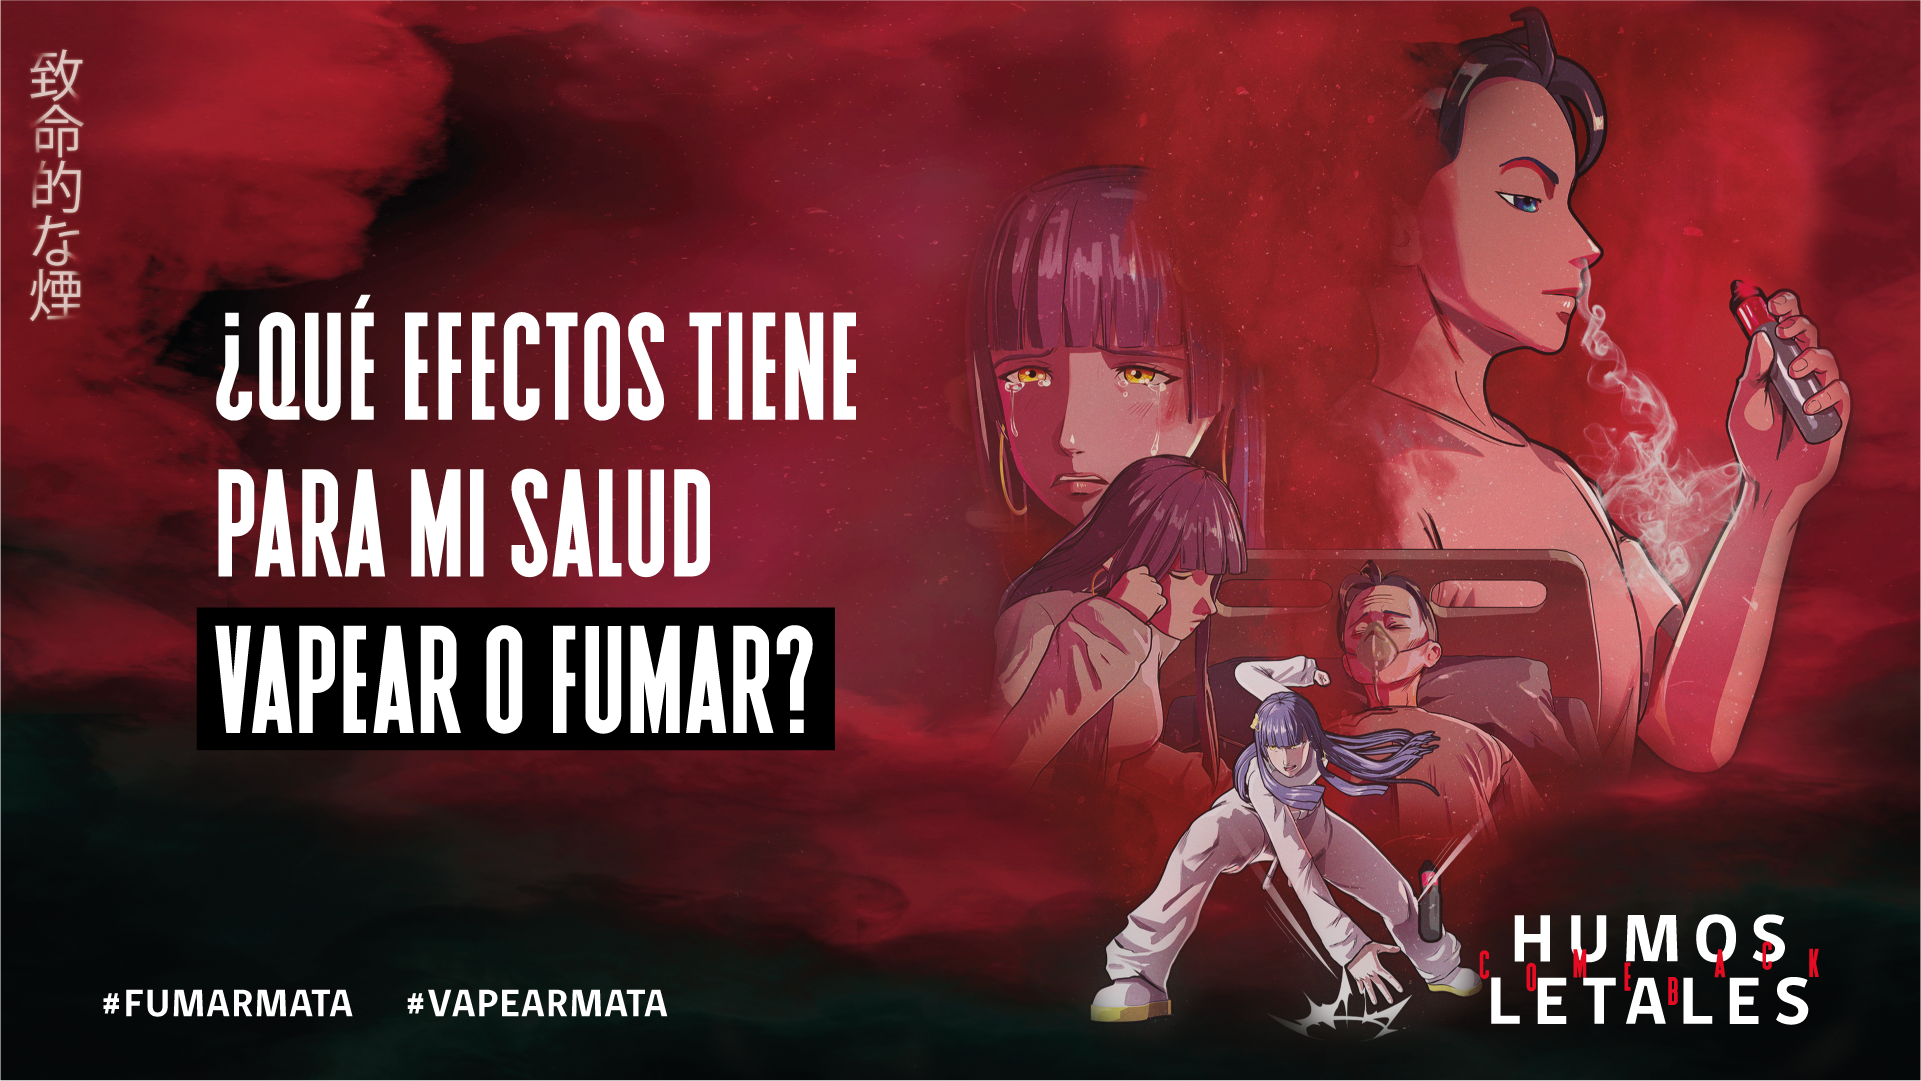 致命的な煙
¿QUÉ EFECTOS TIENE
PARA MI SALUD
VAPEAR O FUMAR?
#FUMARMATA #VAPEARMATA
HUMOS
COMEBACK
LETALES